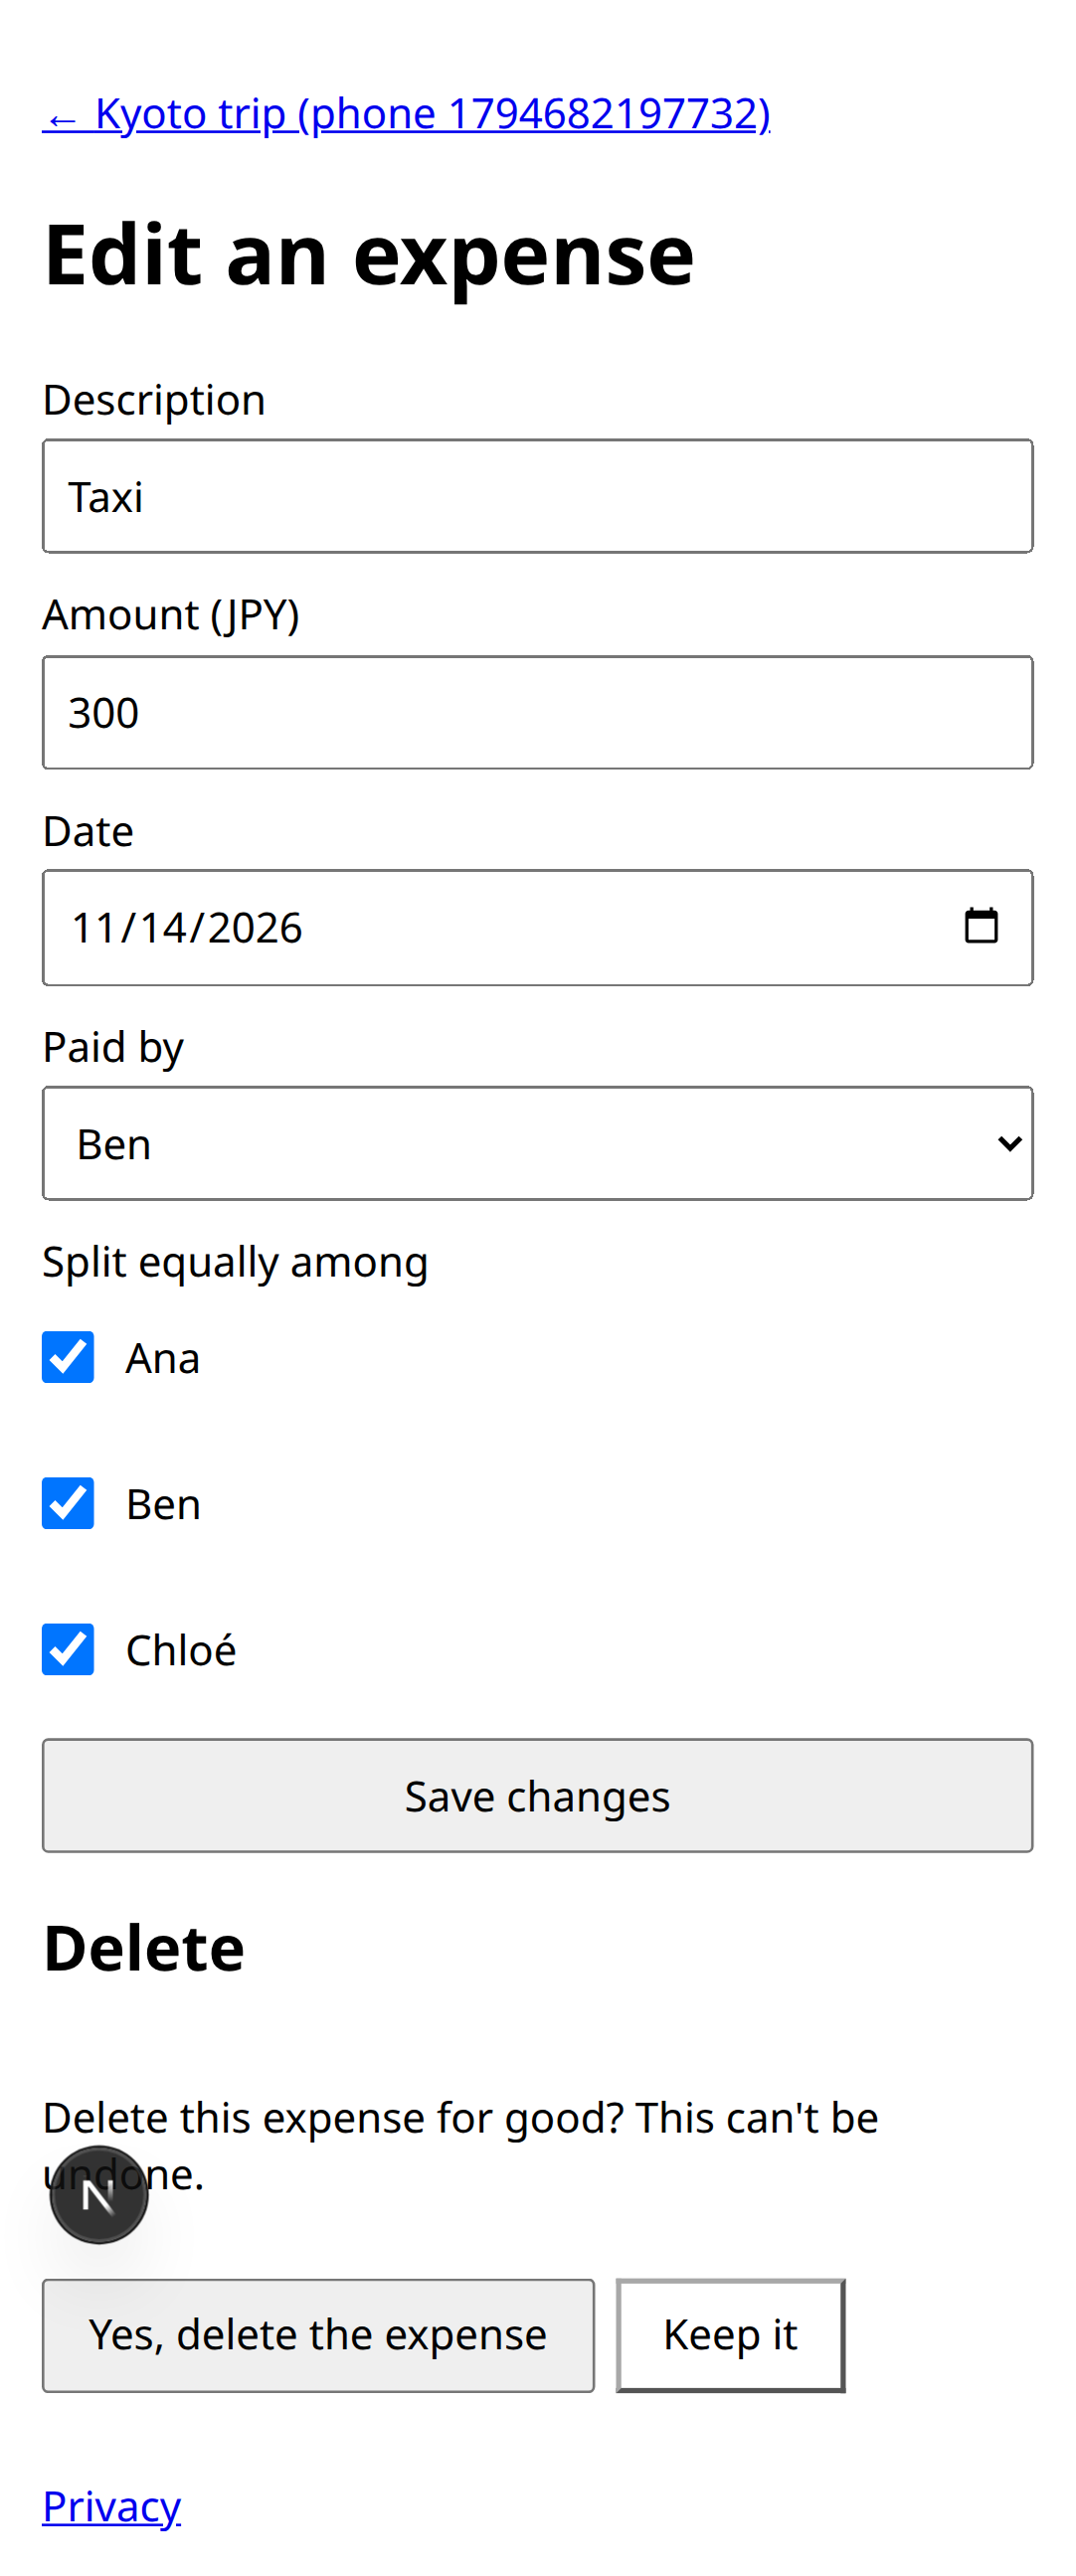 ← Kyoto trip (phone 1794682197732)
Edit an expense
Description
Taxi
Amount (JPY)
300
Date
11/14/2026
Paid by
Ben
Split equally among
Ana
Ben
Chloé
Save changes
Delete
Delete this expense for good? This can't be
undone.
N
Yes, delete the expense
Keep it
Privacy